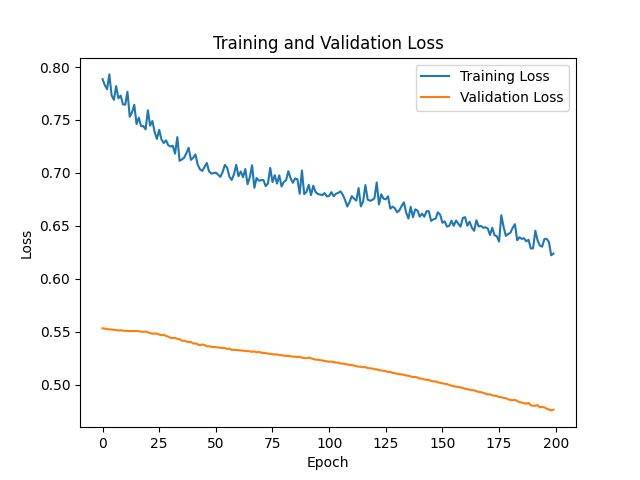 Training and Validation Loss
Training Loss
Validation Loss
Loss
0.80
0.75
0.70
0.65
0.60
0.55
0.50
0 25 50 75 100 125 150 175 200
Epoch